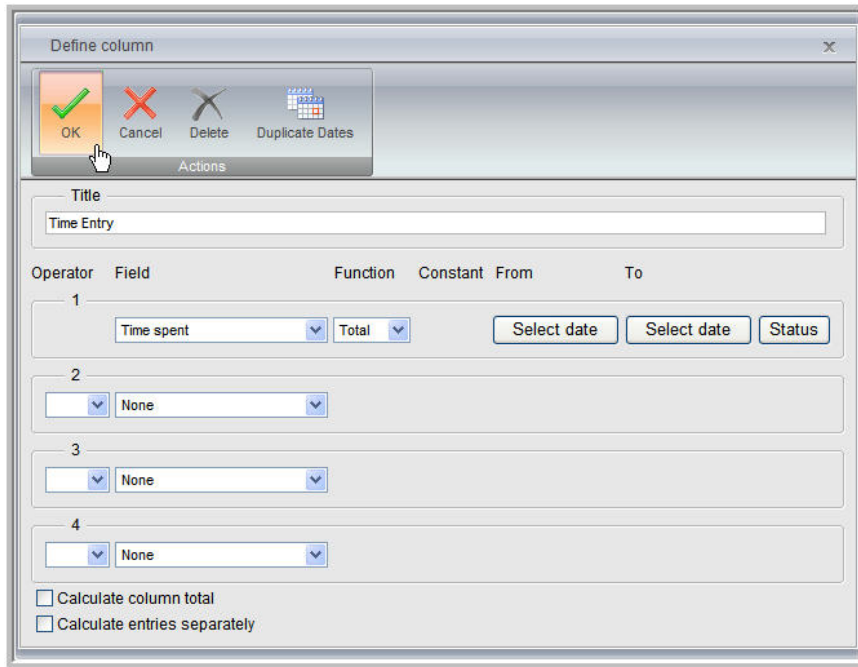 Define column
OK Cancel Delete Duplicate Dates
Actions
Title
Time Entry
Operator Field Function Constant From To
1
Time spent Total Select date Select date Status
2
None
3
None
4
None
Calculate column total
Calculate entries separately